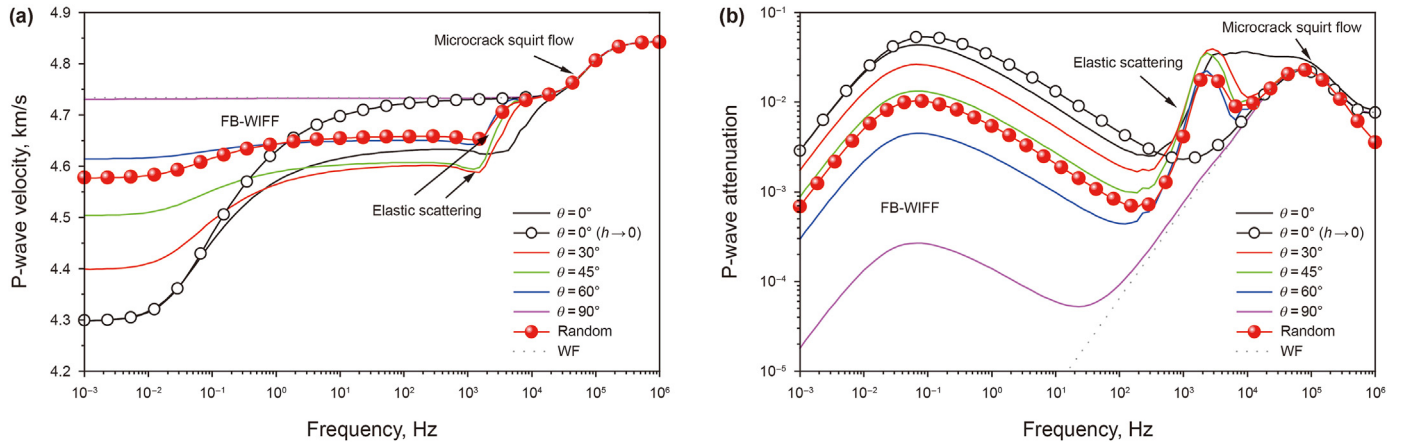 (a)
4.9
4.8
4.7
4.6
4.5
4.4
4.3
4.2
P-wave velocity, km/s
Microcrack squirt flow
FB-WIFF
Elastic scattering
θ = 0°
θ = 0° (h → 0)
θ = 30°
θ = 45°
θ = 60°
θ = 90°
Random
WF
10⁻³ 10⁻² 10⁻¹ 10⁰ 10¹ 10² 10³ 10⁴ 10⁵ 10⁶
Frequency, Hz
(b)
10⁻¹
10⁻²
10⁻³
10⁻⁴
10⁻⁵
P-wave attenuation
Microcrack squirt flow
Elastic scattering
FB-WIFF
θ = 0°
θ = 0° (h → 0)
θ = 30°
θ = 45°
θ = 60°
θ = 90°
Random
WF
10⁻³ 10⁻² 10⁻¹ 10⁰ 10¹ 10² 10³ 10⁴ 10⁵ 10⁶
Frequency, Hz